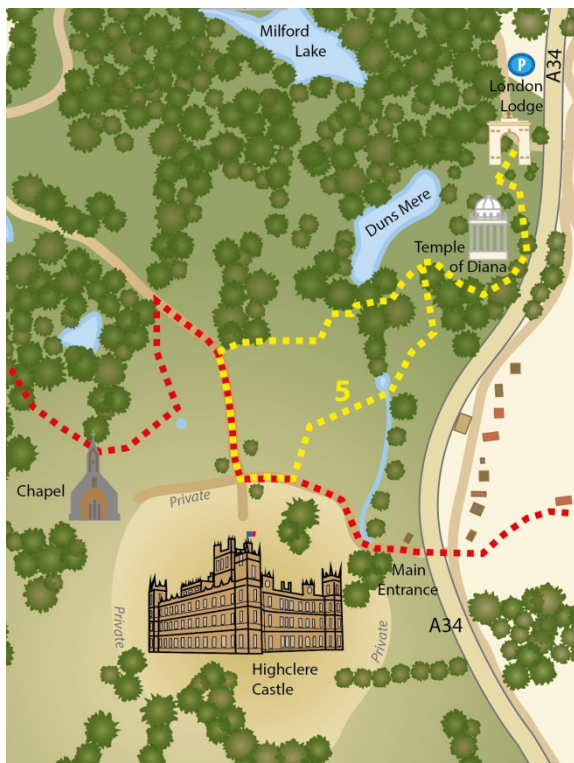 Milford
Lake
P
London
Lodge
A34
Duns Mere
Temple
of Diana
5
Chapel
Private
Main
Entrance
Private
Private
A34
Highclere
Castle